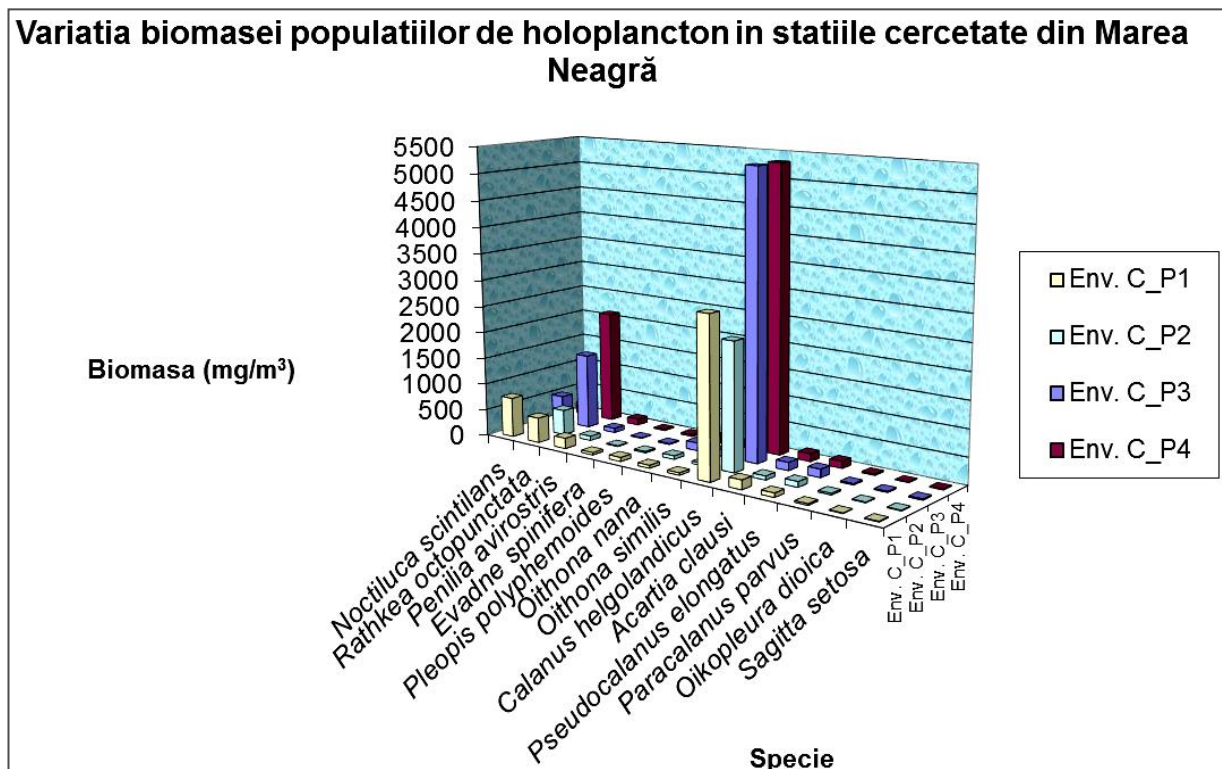 Variatia biomasei populatiilor de holoplancton in statiile cercetate din Marea
Neagră
5500
5000
4500
4000
3500
3000
2500
2000
1500
1000
500
0
Biomasa (mg/m³)
Noctiluca scintilans
Rathkea octopunctata
Penilia avirostris
Evadne spinifera
Pleopis polyphemoides
Oithona nana
Oithona similis
Calanus helgolandicus
Acartia clausi
Pseudocalanus elongatus
Paracalanus parvus
Oikopleura dioica
Sagitta setosa
Env. C_P1
Env. C_P2
Env. C_P3
Env. C_P4
Specie
Env. C_P1
Env. C_P2
Env. C_P3
Env. C_P4